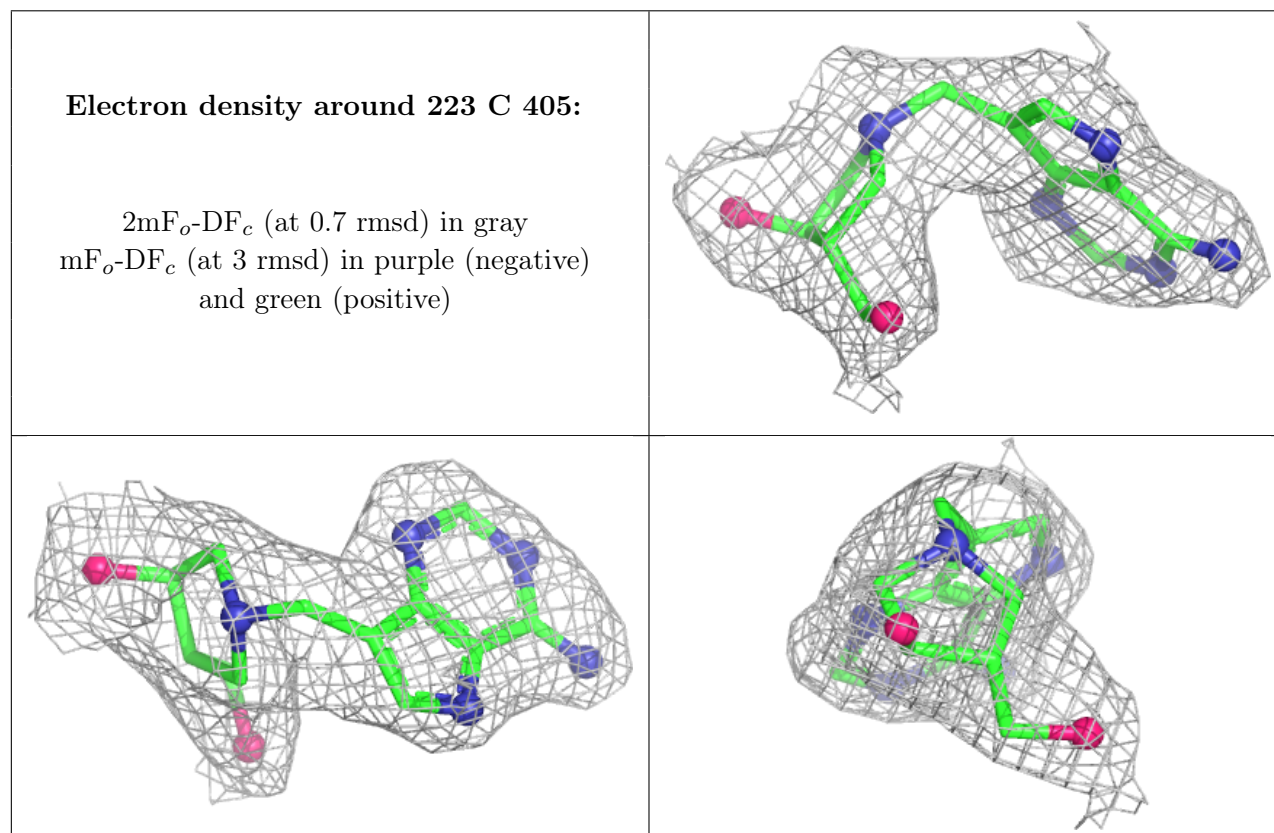 Electron density around 223 C 405:
2mFₒ-DF𝒸 (at 0.7 rmsd) in gray
mFₒ-DF𝒸 (at 3 rmsd) in purple (negative)
and green (positive)